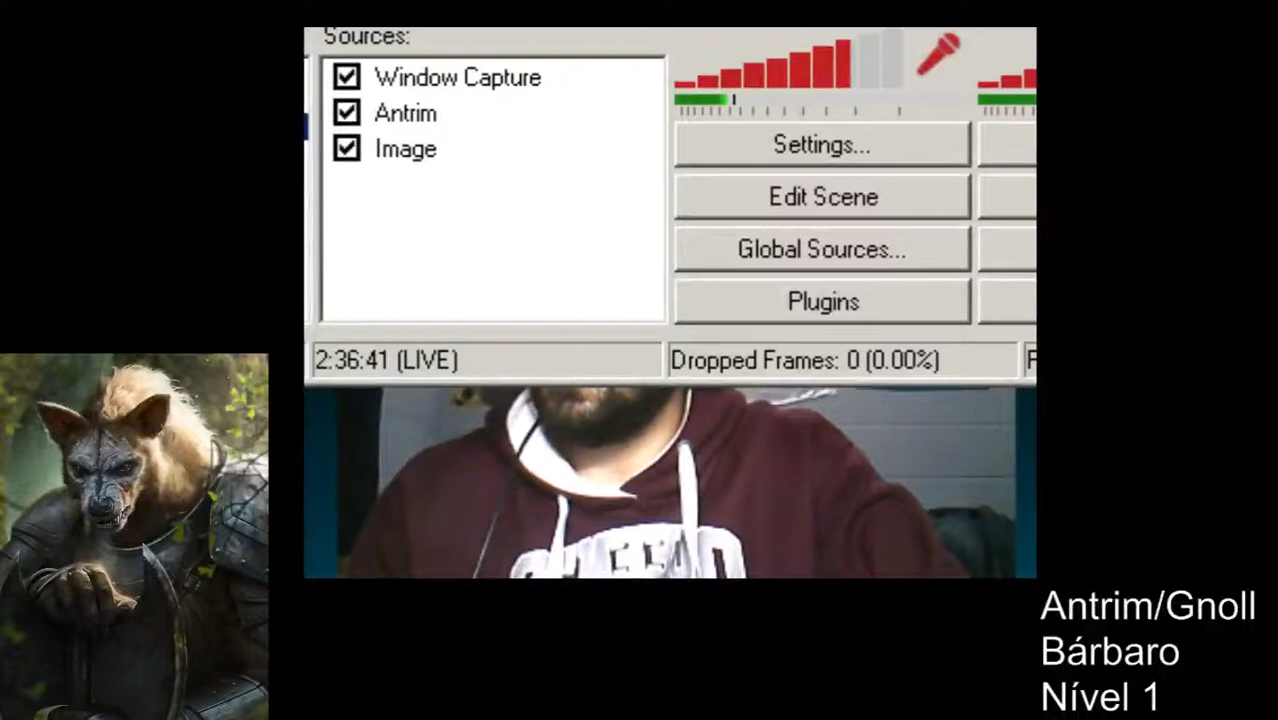 Sources:
Window Capture
Antrim
Image
Settings...
Edit Scene
Global Sources...
Plugins
2:36:41 (LIVE)
Dropped Frames: 0 (0.00%)
F
Antrim/Gnoll
Bárbaro
Nível 1